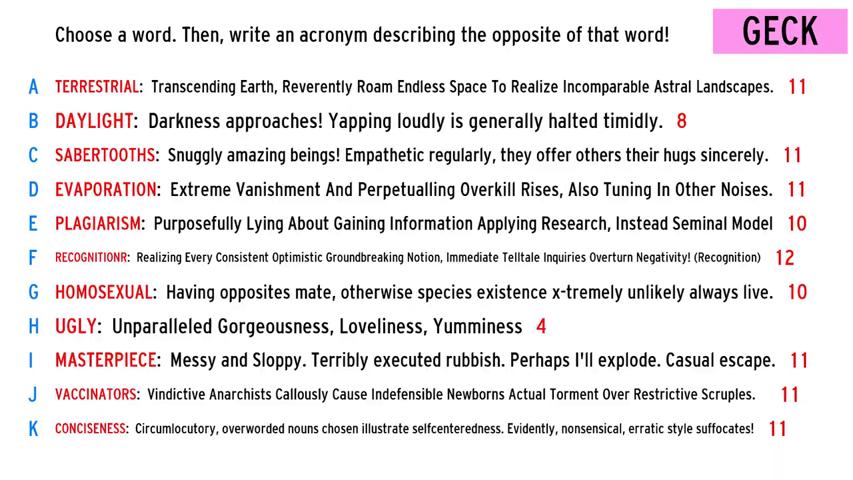 Choose a word. Then, write an acronym describing the opposite of that word!
GECK
A TERRESTRIAL: Transcending Earth, Reverently Roam Endless Space To Realize Incomparable Astral Landscapes. 11
B DAYLIGHT: Darkness approaches! Yapping loudly is generally halted timidly. 8
C SABERTOOTHS: Snuggly amazing beings! Empathetic regularly, they offer others their hugs sincerely. 11
D EVAPORATION: Extreme Vanishment And Perpetualling Overkill Rises, Also Tuning In Other Noises. 11
E PLAGIARISM: Purposefully Lying About Gaining Information Applying Research, Instead Seminal Model 10
F RECOGNITIONR: Realizing Every Consistent Optimistic Groundbreaking Notion, Immediate Telltale Inquiries Overturn Negativity! (Recognition) 12
G HOMOSEXUAL: Having opposites mate, otherwise species existence x-tremely unlikely always live. 10
H UGLY: Unparalleled Gorgeousness, Loveliness, Yumminess 4
I MASTERPIECE: Messy and Sloppy. Terribly executed rubbish. Perhaps I'll explode. Casual escape. 11
J VACCINATORS: Vindictive Anarchists Callously Cause Indefensible Newborns Actual Torment Over Restrictive Scruples. 11
K CONCISENESS: Circumlocutory, overworded nouns chosen illustrate selfcenteredness. Evidently, nonsensical, erratic style suffocates! 11